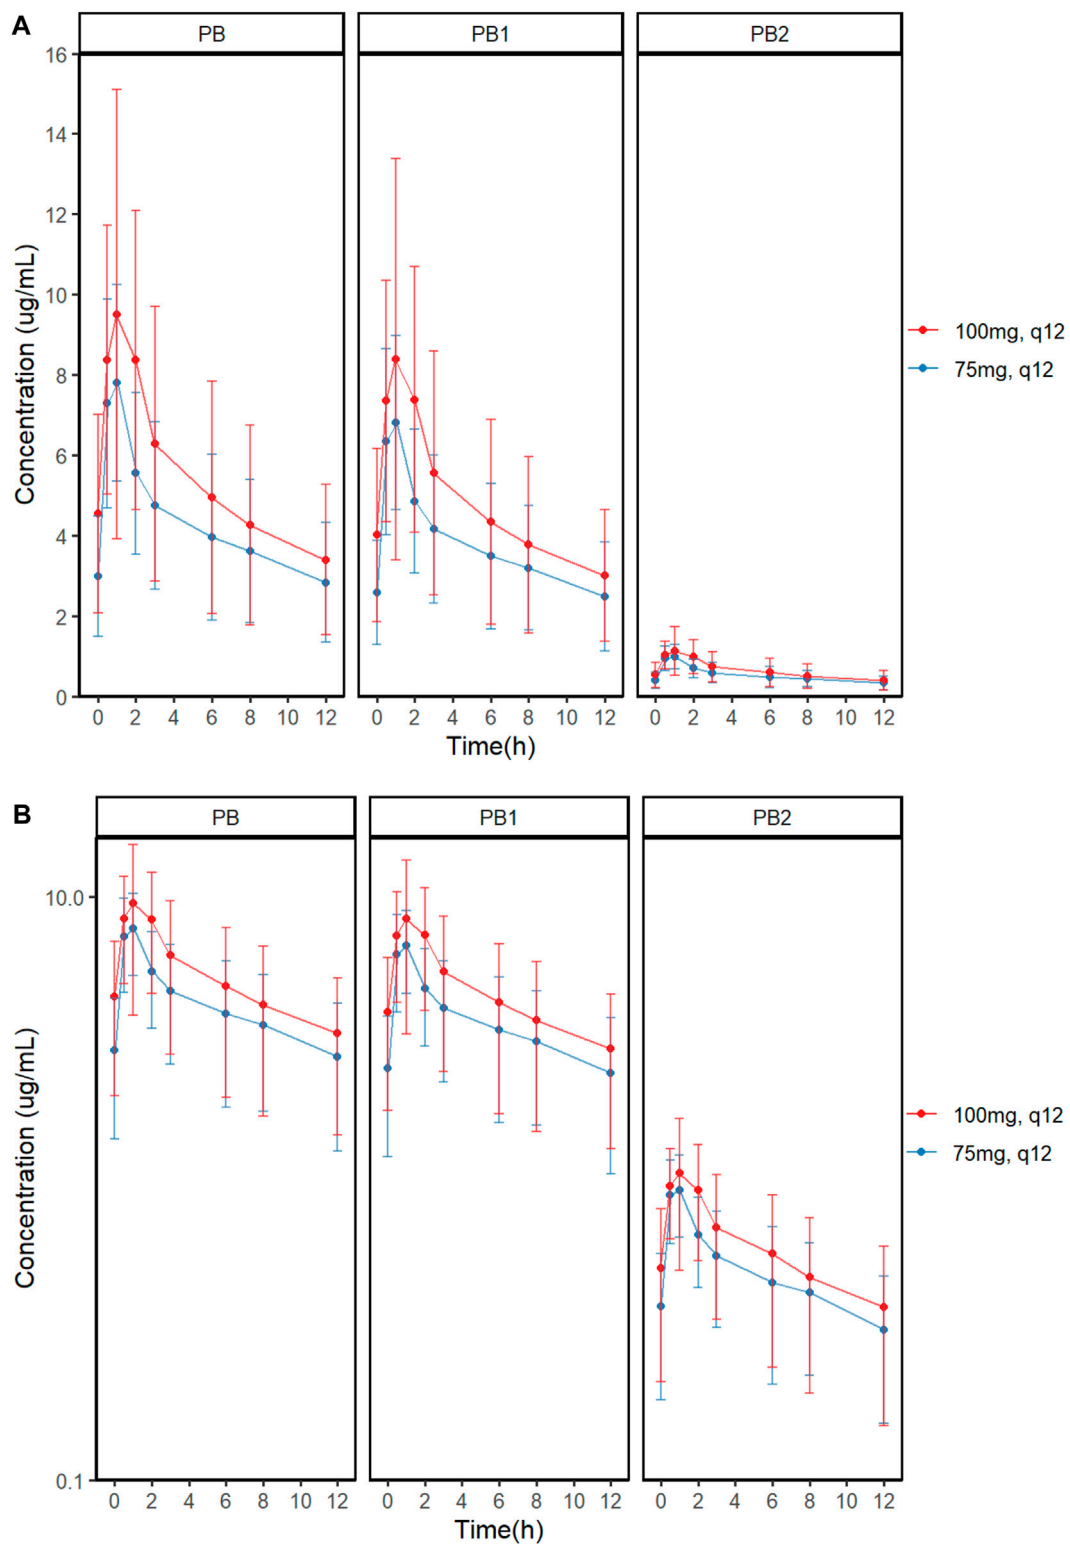 A
PB PB1 PB2
16
14
12
10
8
6
4
2
0
Concentration (ug/mL)
0 2 4 6 8 10 12 0 2 4 6 8 10 12 0 2 4 6 8 10 12
Time(h)
100mg, q12
75mg, q12
B
PB PB1 PB2
10.0
0.1
Concentration (ug/mL)
0 2 4 6 8 10 12 0 2 4 6 8 10 12 0 2 4 6 8 10 12
Time(h)
100mg, q12
75mg, q12